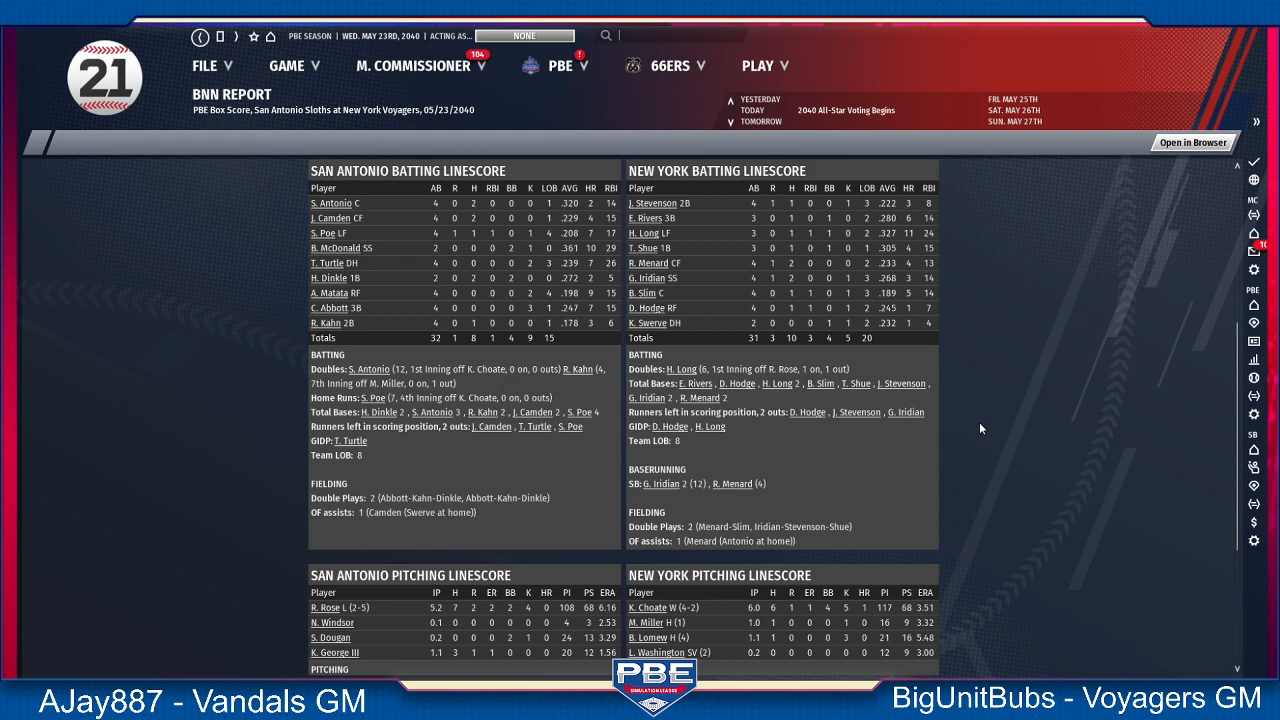 PBE SEASON | WED. MAY 23RD, 2040 | ACTING AS... NONE
21
FILE GAME M. COMMISSIONER 104 PBE ! 66ERS PLAY
BNN REPORT
PBE Box Score, San Antonio Sloths at New York Voyagers, 05/23/2040
YESTERDAY FRI. MAY 25TH
TODAY 2040 All-Star Voting Begins SAT. MAY 26TH
TOMORROW SUN. MAY 27TH
Open in Browser
SAN ANTONIO BATTING LINESCORE
Player AB R H RBI BB K LOB AVG HR RBI
S. Antonio C 4 0 2 0 0 0 1 .320 2 14
J. Camden CF 4 0 2 0 0 0 1 .229 4 15
S. Poe LF 4 1 1 1 0 1 4 .208 7 17
B. McDonald SS 2 0 0 0 2 1 0 .361 10 29
T. Turtle DH 4 0 0 0 0 2 3 .239 7 26
H. Dinkle 1B 2 0 2 0 2 0 0 .272 2 5
A. Matata RF 4 0 0 0 0 2 4 .198 9 15
C. Abbott 3B 4 0 0 0 0 3 1 .247 7 15
R. Kahn 2B 4 0 1 0 0 0 1 .178 3 6
Totals 32 1 8 1 4 9 15
BATTING
Doubles: S. Antonio (12, 1st Inning off K. Choate, 0 on, 0 outs) R. Kahn (4,
7th Inning off M. Miller, 0 on, 1 out)
Home Runs: S. Poe (7, 4th Inning off K. Choate, 0 on, 0 outs)
Total Bases: H. Dinkle 2 , S. Antonio 3 , R. Kahn 2 , J. Camden 2 , S. Poe 4
Runners left in scoring position, 2 outs: J. Camden , T. Turtle , S. Poe
GIDP: T. Turtle
Team LOB: 8
FIELDING
Double Plays: 2 (Abbott-Kahn-Dinkle, Abbott-Kahn-Dinkle)
OF assists: 1 (Camden (Swerve at home))
NEW YORK BATTING LINESCORE
Player AB R H RBI BB K LOB AVG HR RBI
J. Stevenson 2B 4 1 1 0 0 1 3 .222 3 8
E. Rivers 3B 3 0 1 0 1 0 2 .280 6 14
H. Long LF 3 0 1 1 1 0 2 .327 11 24
T. Shue 1B 3 0 1 0 1 0 1 .305 4 15
R. Menard CF 4 1 2 0 0 0 2 .233 4 13
G. Iridian SS 4 1 2 0 0 1 3 .268 3 14
B. Slim C 4 0 1 1 0 1 3 .189 5 14
D. Hodge RF 4 0 1 1 0 1 2 .245 1 7
K. Swerve DH 2 0 0 0 1 1 2 .232 1 4
Totals 31 3 10 3 4 5 20
BATTING
Doubles: H. Long (6, 1st Inning off R. Rose, 1 on, 1 out)
Total Bases: E. Rivers , D. Hodge , H. Long 2 , B. Slim , T. Shue , J. Stevenson ,
G. Iridian 2 , R. Menard 2
Runners left in scoring position, 2 outs: D. Hodge , J. Stevenson , G. Iridian
GIDP: D. Hodge , H. Long
Team LOB: 8
BASERUNNING
SB: G. Iridian 2 (12) , R. Menard (4)
FIELDING
Double Plays: 2 (Menard-Slim, Iridian-Stevenson-Shue)
OF assists: 1 (Menard (Antonio at home))
SAN ANTONIO PITCHING LINESCORE
IP H R ER BB K HR PI PS ERA
R. Rose L (2-5) 5.2 7 2 2 2 4 0 108 68 6.16
N. Windsor 0.1 0 0 0 0 0 0 4 3 2.53
S. Dougan 0.2 0 0 0 2 1 0 24 13 3.29
K. George III 1.1 3 1 1 0 0 0 20 12 1.56
PITCHING
NEW YORK PITCHING LINESCORE
IP H R ER BB K HR PI PS ERA
K. Choate W (4-2) 6.0 6 1 1 4 5 1 117 68 3.51
M. Miller H (1) 1.0 1 0 0 0 1 0 16 9 3.32
B. Lomew H (4) 1.1 1 0 0 0 3 0 21 16 5.48
L. Washington SV (2) 0.2 0 0 0 0 0 0 12 9 3.00
MC
10
PBE
SB
PBE
SIMULATION LEAGUE
AJay887 - Vandals GM
BigUnitBubs - Voyagers GM